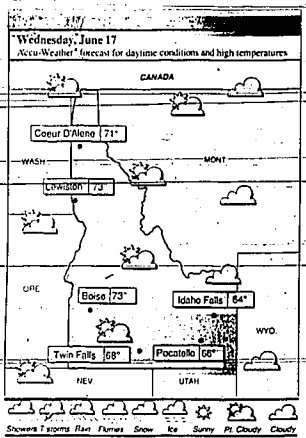 Wednesday, June 17
Accu-Weather® forecast for daytime conditions and high temperatures
CANADA
Coeur D'Alene 71°
WASH
MONT.
Lewiston 73°
ORE
Boise 73°
Idaho Falls 64°
WYO.
Twin Falls 68°
Pocatello 66°
NEV.
UTAH
Showers T-storms Rain Flurries Snow Ice Sunny Pt. Cloudy Cloudy